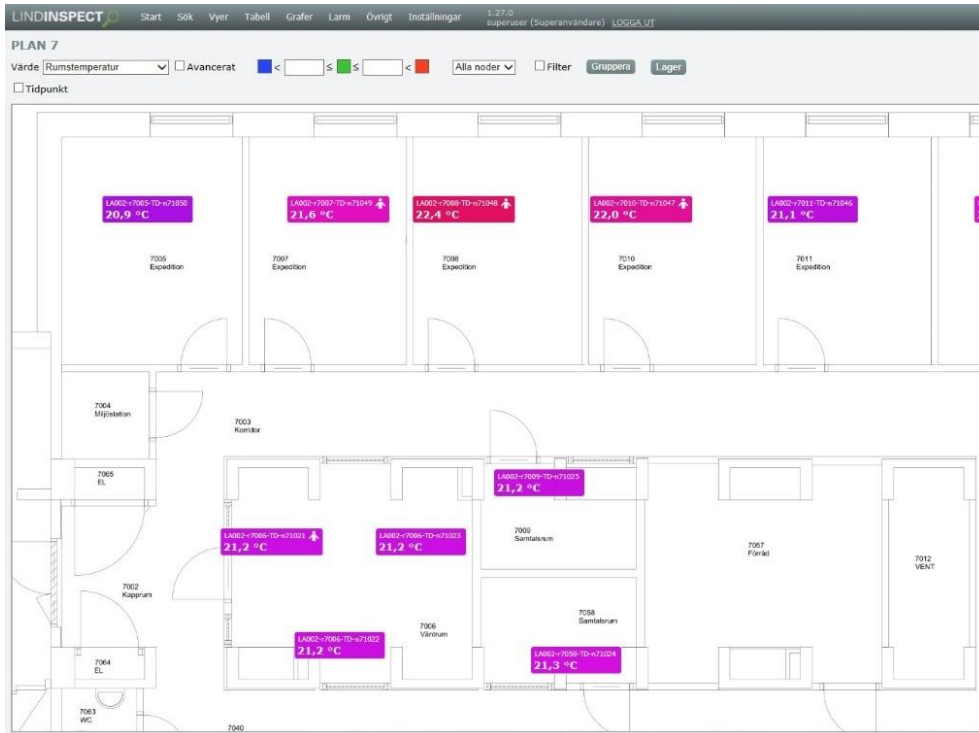 LINDINSPECT Start Sök Vyer Tabell Grafer Larm Övrigt Inställningar
1.27.0
superuser (Superanvändare) LOGGA UT
PLAN 7
Värde Rumstemperatur Avancerat < ≤ ≤ < Alla noder Filter Gruppera Lager
Tidpunkt
LA002-r7005-TD-n71050
20,9 °C
LA002-r7007-TD-n71049
21,6 °C
LA002-r7008-TD-n71048
22,4 °C
LA002-r7010-TD-n71047
22,0 °C
LA002-r7011-TD-n71046
21,1 °C
7005
Expedition
7007
Expedition
7008
Expedition
7010
Expedition
7011
Expedition
7004
Miljöstation
7003
Korridor
7065
EL
LA002-r7009-TD-n71025
21,2 °C
LA002-r7006-TD-n71021
21,2 °C
LA002-r7006-TD-n71023
21,2 °C
7009
Samtalsrum
7057
Förråd
7012
VENT
7002
Kapprum
7006
Väntrum
7058
Samtalsrum
LA002-r7006-TD-n71022
21,2 °C
LA002-r7058-TD-n71024
21,3 °C
7064
EL
7063
WC
7040